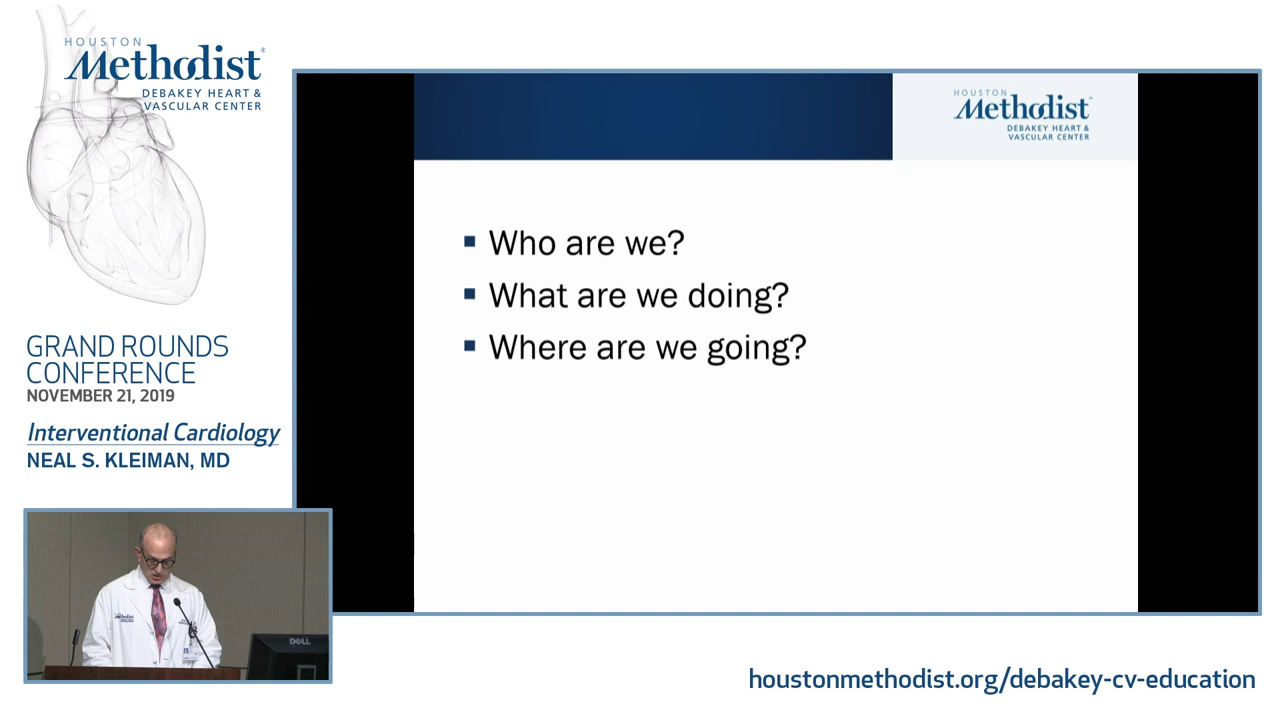 HOUSTON
Methodist
DEBAKEY HEART &
VASCULAR CENTER
GRAND ROUNDS
CONFERENCE
NOVEMBER 21, 2019
Interventional Cardiology
NEAL S. KLEIMAN, MD
HOUSTON
Methodist
DEBAKEY HEART &
VASCULAR CENTER
Who are we?
What are we doing?
Where are we going?
Methodist
DELL
houstonmethodist.org/debakey-cv-education